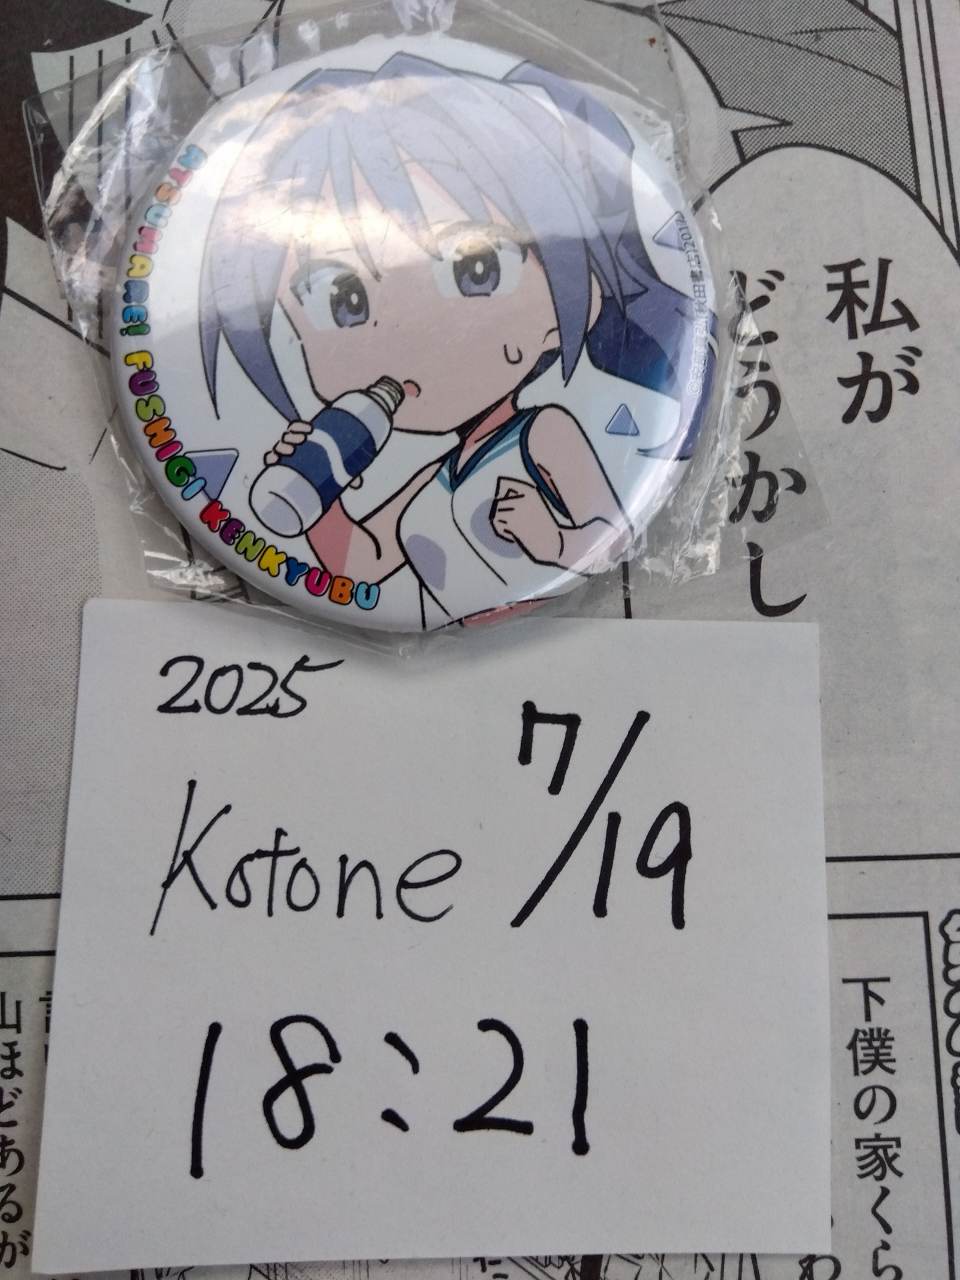 ATSUMARE! FUSHIGI KENKYUBU
私が
どうかし
2025
7/19
Kotone
18:21
下僕の家くら
山ほどあるが